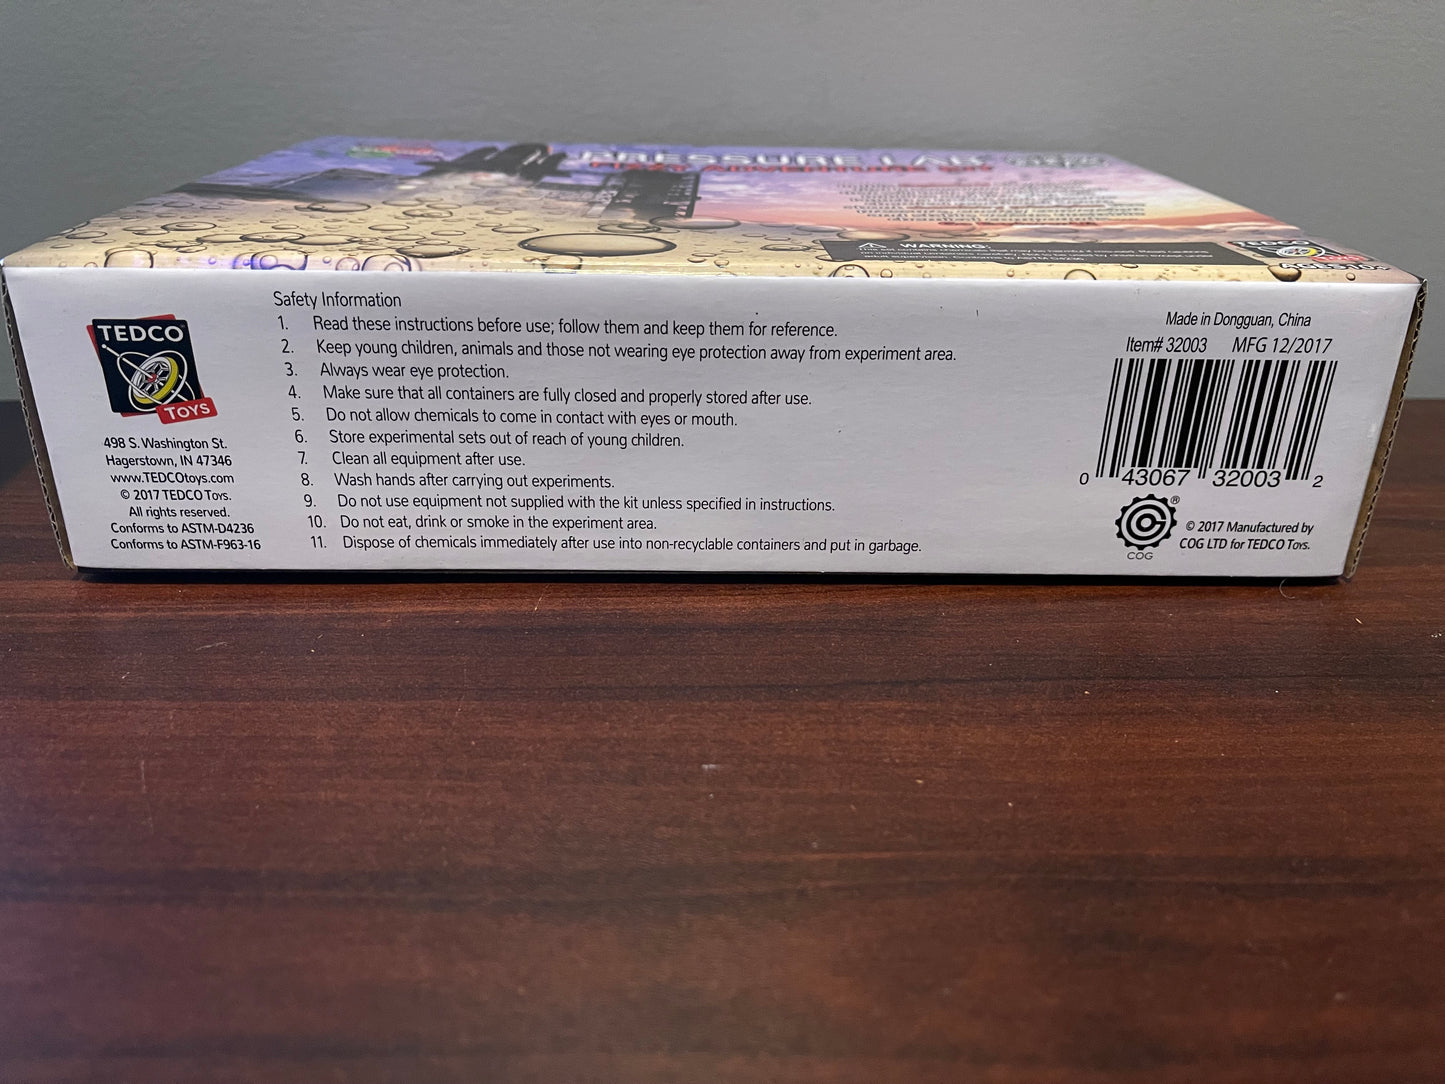 PRESSURE LAB
WARNING:
TEDCO
TOYS
AGES 10+
TEDCO
TOYS
498 S. Washington St.
Hagerstown, IN 47346
www.TEDCOtoys.com
© 2017 TEDCO Toys.
All rights reserved.
Conforms to ASTM-D4236
Conforms to ASTM-F963-16
Safety Information
1. Read these instructions before use; follow them and keep them for reference.
2. Keep young children, animals and those not wearing eye protection away from experiment area.
3. Always wear eye protection.
4. Make sure that all containers are fully closed and properly stored after use.
5. Do not allow chemicals to come in contact with eyes or mouth.
6. Store experimental sets out of reach of young children.
7. Clean all equipment after use.
8. Wash hands after carrying out experiments.
9. Do not use equipment not supplied with the kit unless specified in instructions.
10. Do not eat, drink or smoke in the experiment area.
11. Dispose of chemicals immediately after use into non-recyclable containers and put in garbage.
Made in Dongguan, China
Item# 32003 MFG 12/2017
0 43067 32003 2
COG
® © 2017 Manufactured by
COG LTD for TEDCO Toys.